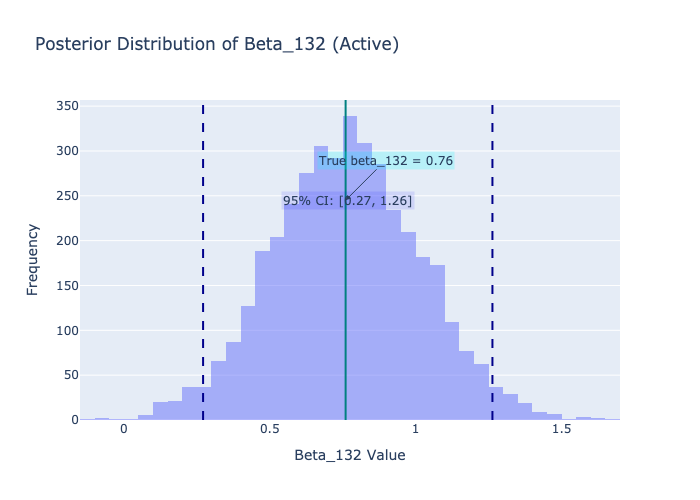 Posterior Distribution of Beta_132 (Active)
350
300
250
200
150
100
50
0
Frequency
True beta_132 = 0.76
95% CI: [0.27, 1.26]
0
0.5
1
1.5
Beta_132 Value